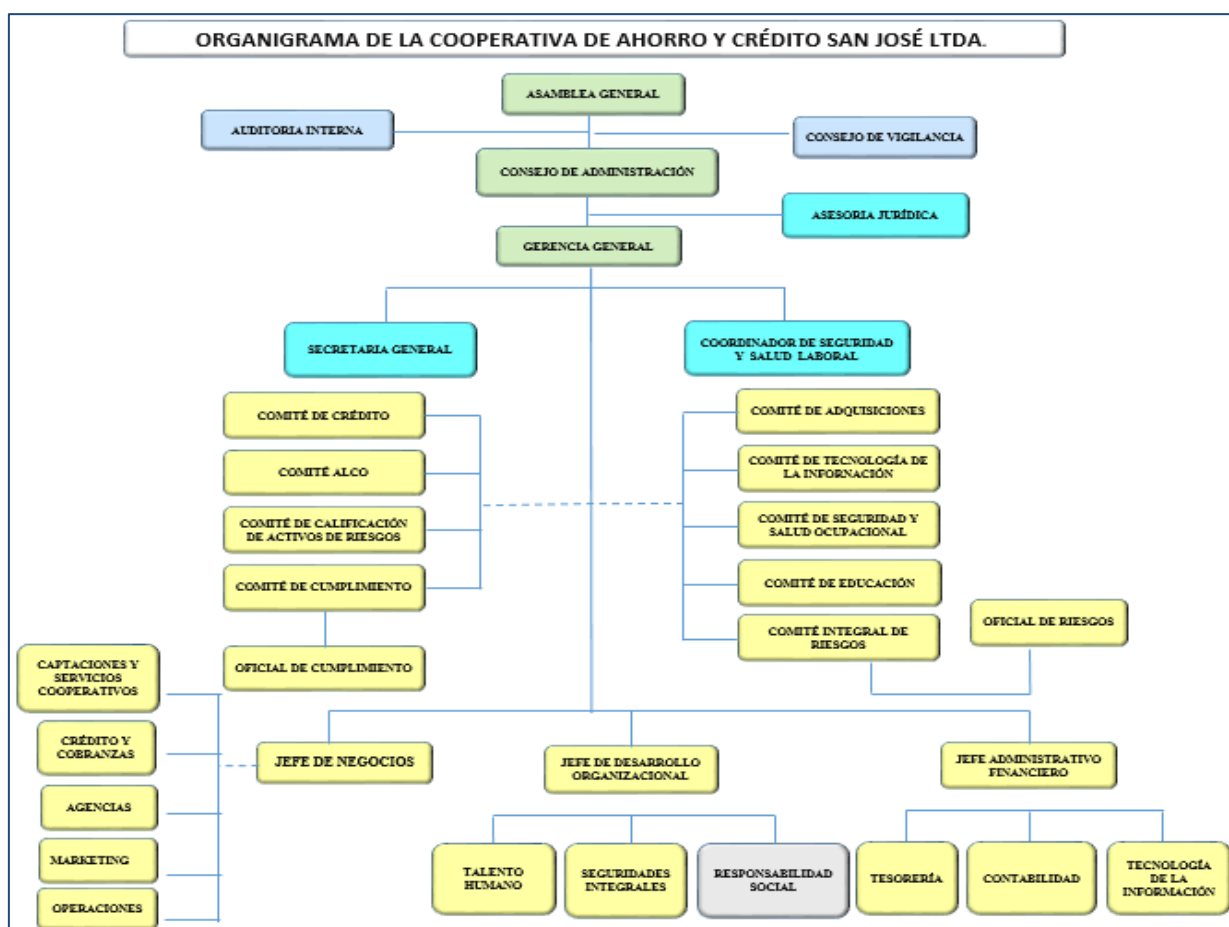 ORGANIGRAMA DE LA COOPERATIVA DE AHORRO Y CRÉDITO SAN JOSÉ LTDA.
ASAMBLEA GENERAL
AUDITORIA INTERNA
CONSEJO DE VIGILANCIA
CONSEJO DE ADMINISTRACIÓN
ASESORIA JURÍDICA
GERENCIA GENERAL
SECRETARIA GENERAL
COORDINADOR DE SEGURIDAD
Y SALUD LABORAL
COMITÉ DE CRÉDITO
COMITÉ ALCO
COMITÉ DE CALIFICACIÓN
DE ACTIVOS DE RIESGOS
COMITÉ DE CUMPLIMIENTO
OFICIAL DE CUMPLIMIENTO
COMITÉ DE ADQUISICIONES
COMITÉ DE TECNOLOGÍA DE
LA INFORNACIÓN
COMITÉ DE SEGURIDAD Y
SALUD OCUPACIONAL
COMITÉ DE EDUCACIÓN
COMITÉ INTEGRAL DE
RIESGOS
OFICIAL DE RIESGOS
CAPTACIONES Y
SERVICIOS
COOPERATIVOS
CRÉDITO Y
COBRANZAS
AGENCIAS
MARKETING
OPERACIONES
JEFE DE NEGOCIOS
JEFE DE DESARROLLO
ORGANIZACIONAL
JEFE ADMINISTRATIVO
FINANCIERO
TALENTO
HUMANO
SEGURIDADES
INTEGRALES
RESPONSABILIDAD
SOCIAL
TESORERÍA
CONTABILIDAD
TECNOLOGÍA
DE LA
INFORMACIÓN